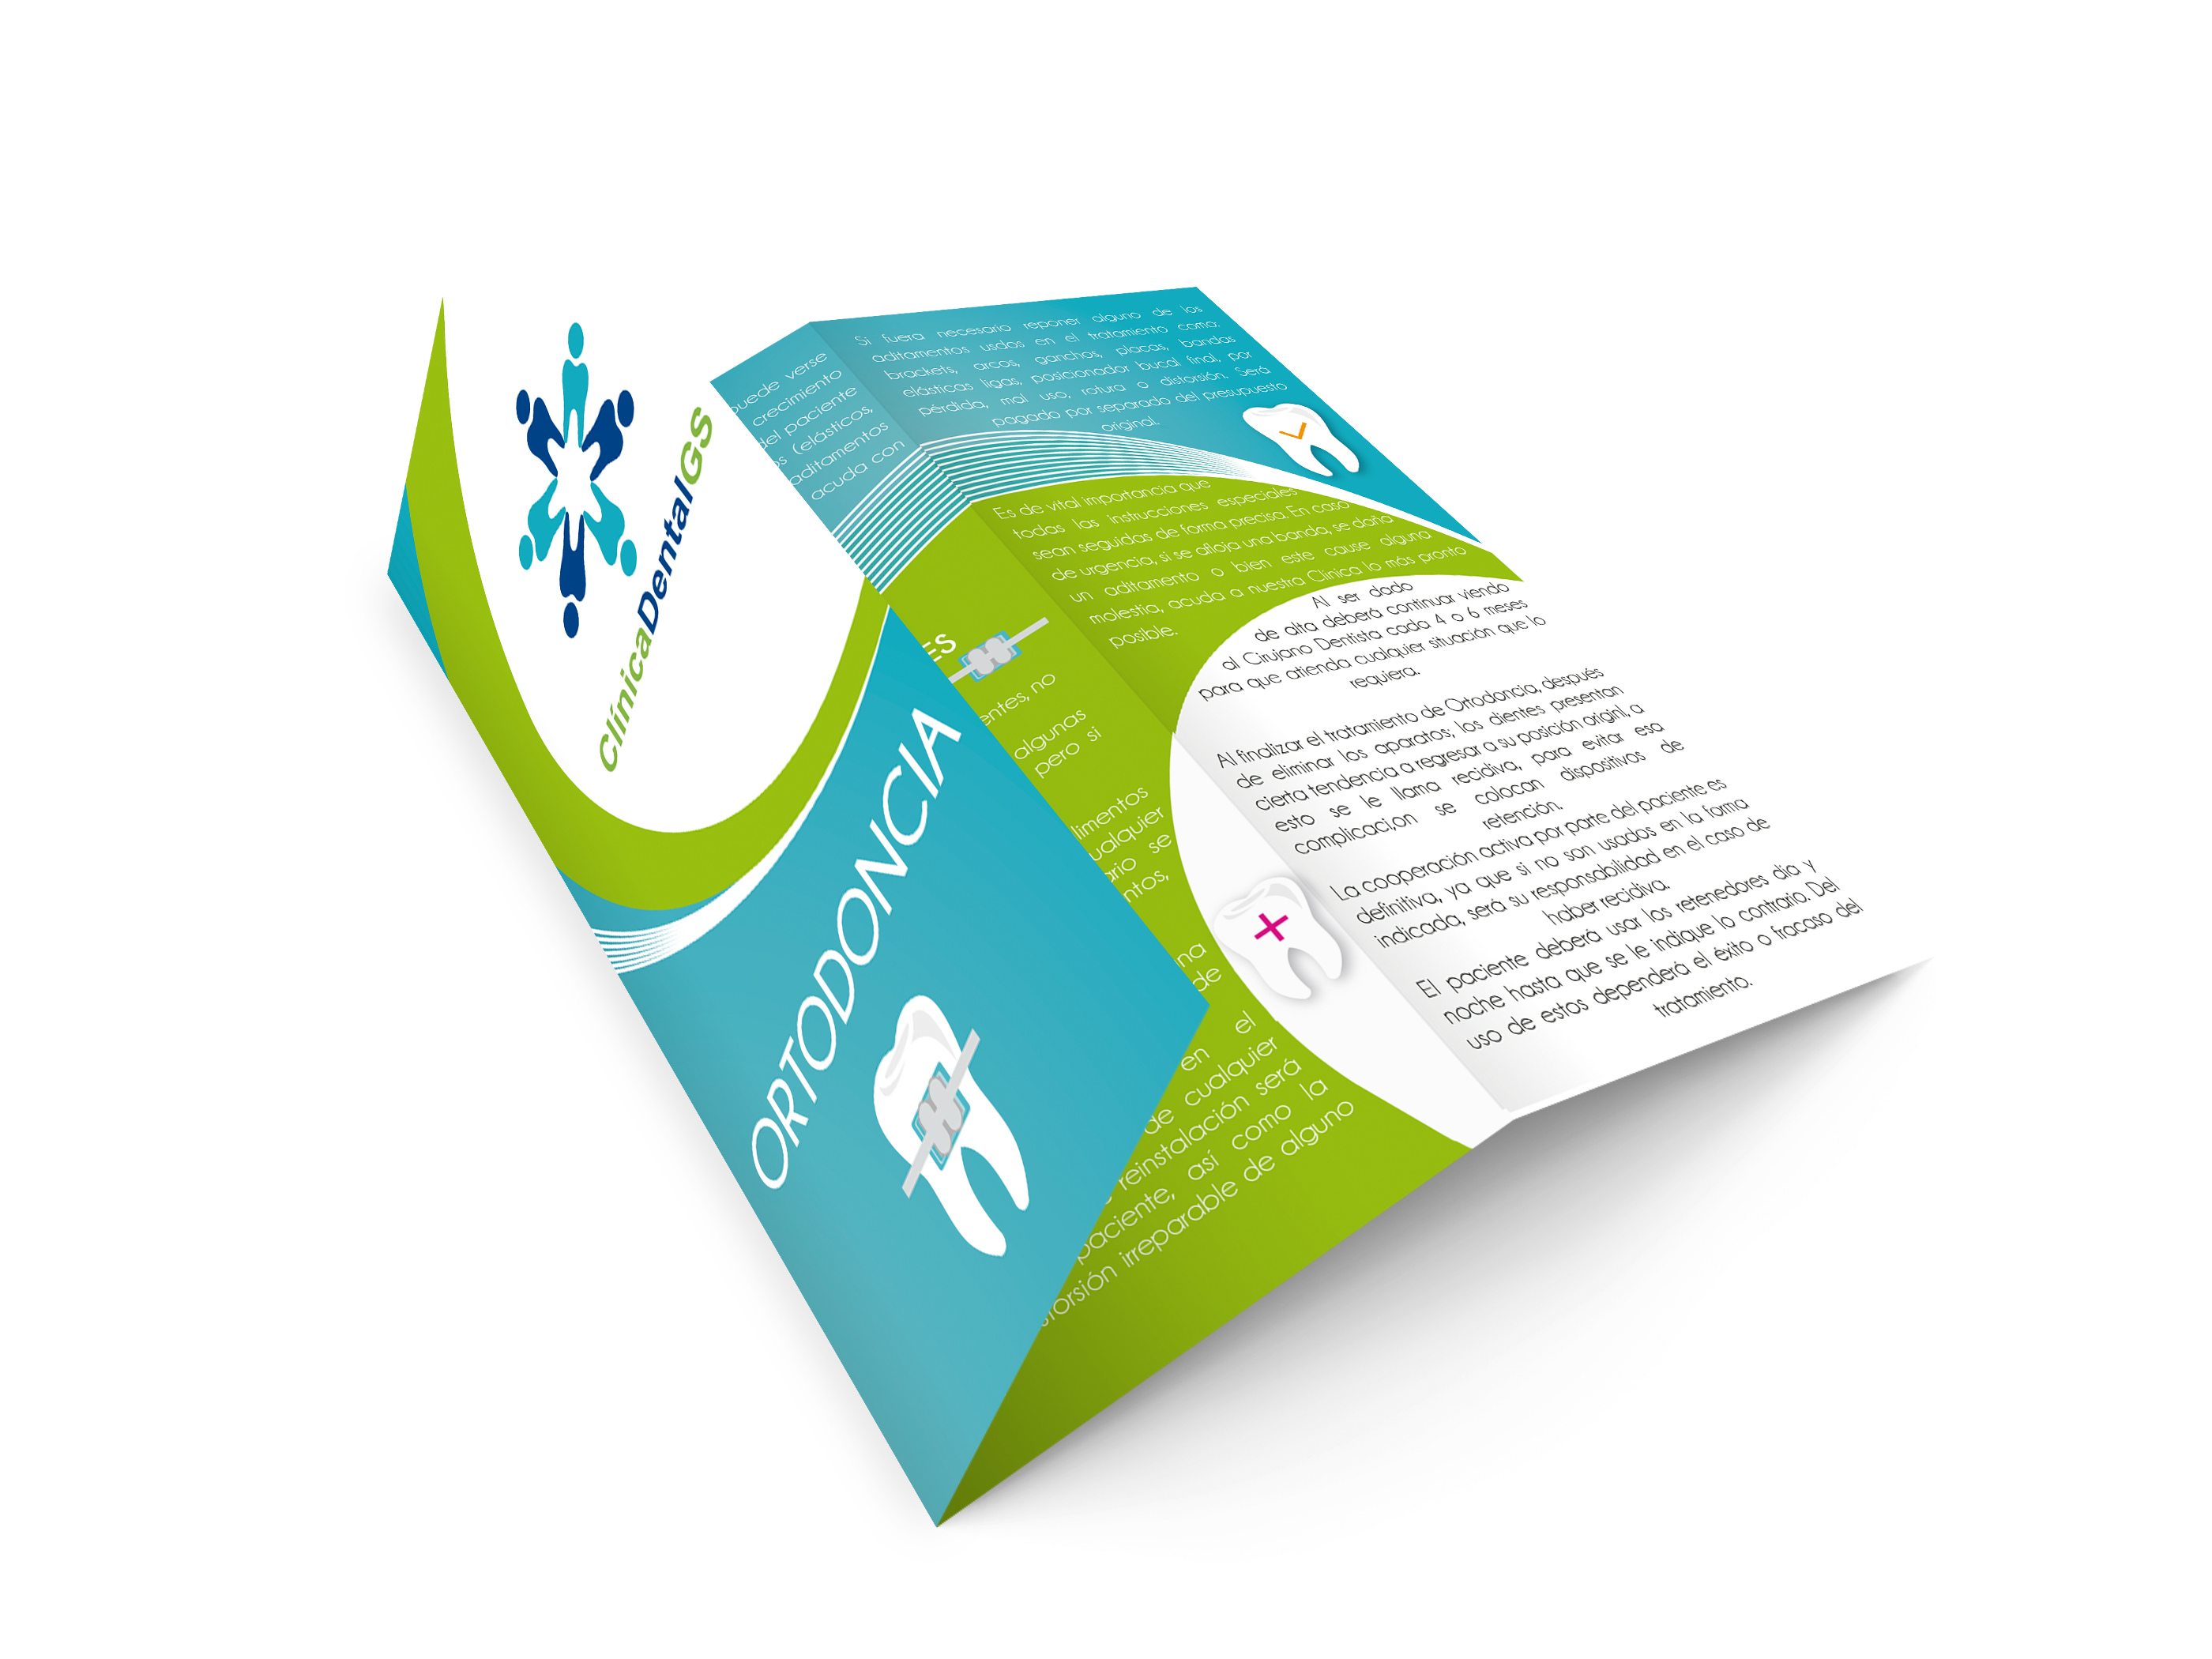 ClínicaDentalGS
ORTODONCIA
puede verse
crecimiento
del paciente
os (elásticos,
aditamentos
acuda con
ES
entes, no
algunas
pero si
limentos
ualquier
ario se
ntos,
na
de
el
en
de cualquier
reinstalación será
paciente, así como la
storsión irreparable de alguno
Si fuera necesario reponer alguno de los
aditamentos usdos en el tratamiento como:
brackets, arcos, ganchos, placas, bandas
elásticas ligas, posicionador bucal final, por
pérdida, mal uso, rotura o distorsión. Será
pagado por separado del presupuesto
original.
Es de vital importancia que
todas las instrucciones especiales
sean seguidas de forma precisa. En caso
de urgencia, si se afloja una banda, se daña
un aditamento o bien este cause alguna
molestia, acuda a nuestra Clínica lo más pronto
posible.
Al ser dado
de alta deberá continuar viendo
al Cirujano Dentista cada 4 o 6 meses
para que atienda cualquier situación que lo
requiera.
Al finalizar el tratamiento de Ortodoncia, después
de eliminar los aparatos; los dientes presentan
cierta tendencia a regresar a su posición originl, a
esto se le llama recidiva, para evitar esa
complicaci,on se colocan dispositivos de
retención.
La cooperación activa por parte del paciente es
definitiva, ya que si no son usados en la forma
indicada, será su responsabilidad en el caso de
haber recidiva.
El paciente deberá usar los retenedores día y
noche hasta que se le indique lo contrario. Del
uso de estos dependerá el éxito o fracaso del
tratamiento.